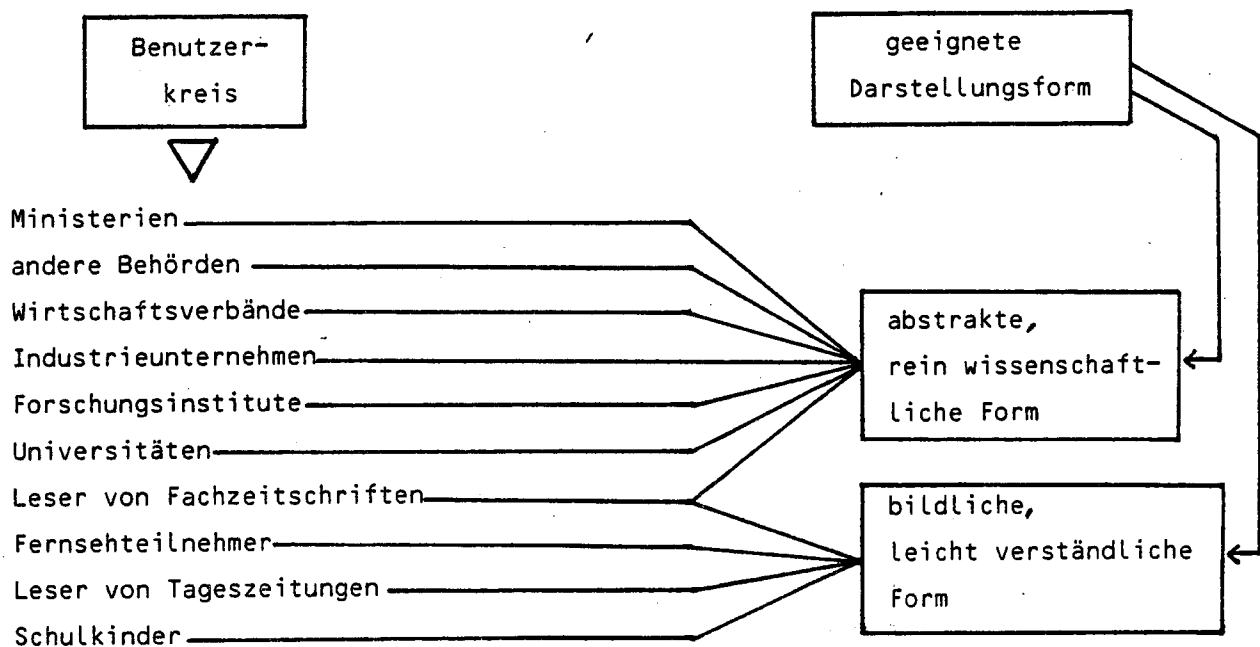 Benutzer-
kreis
geeignete
Darstellungsform
Ministerien
andere Behörden
Wirtschaftsverbände
Industrieunternehmen
Forschungsinstitute
Universitäten
Leser von Fachzeitschriften
Fernsehteilnehmer
Leser von Tageszeitungen
Schulkinder
abstrakte,
rein wissenschaft-
liche Form
bildliche,
leicht verständliche
Form